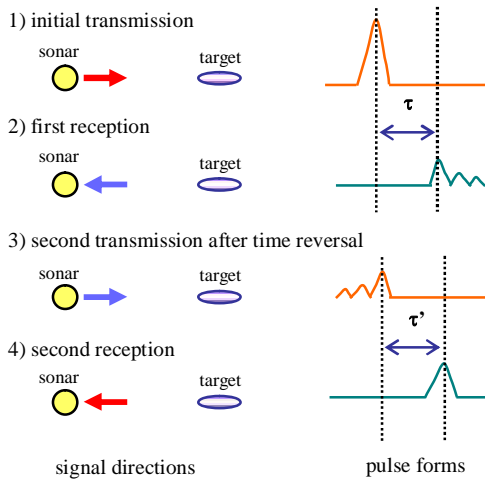 1) initial transmission
sonar
target
τ
2) first reception
sonar
target
3) second transmission after time reversal
sonar
target
τ'
4) second reception
sonar
target
signal directions
pulse forms